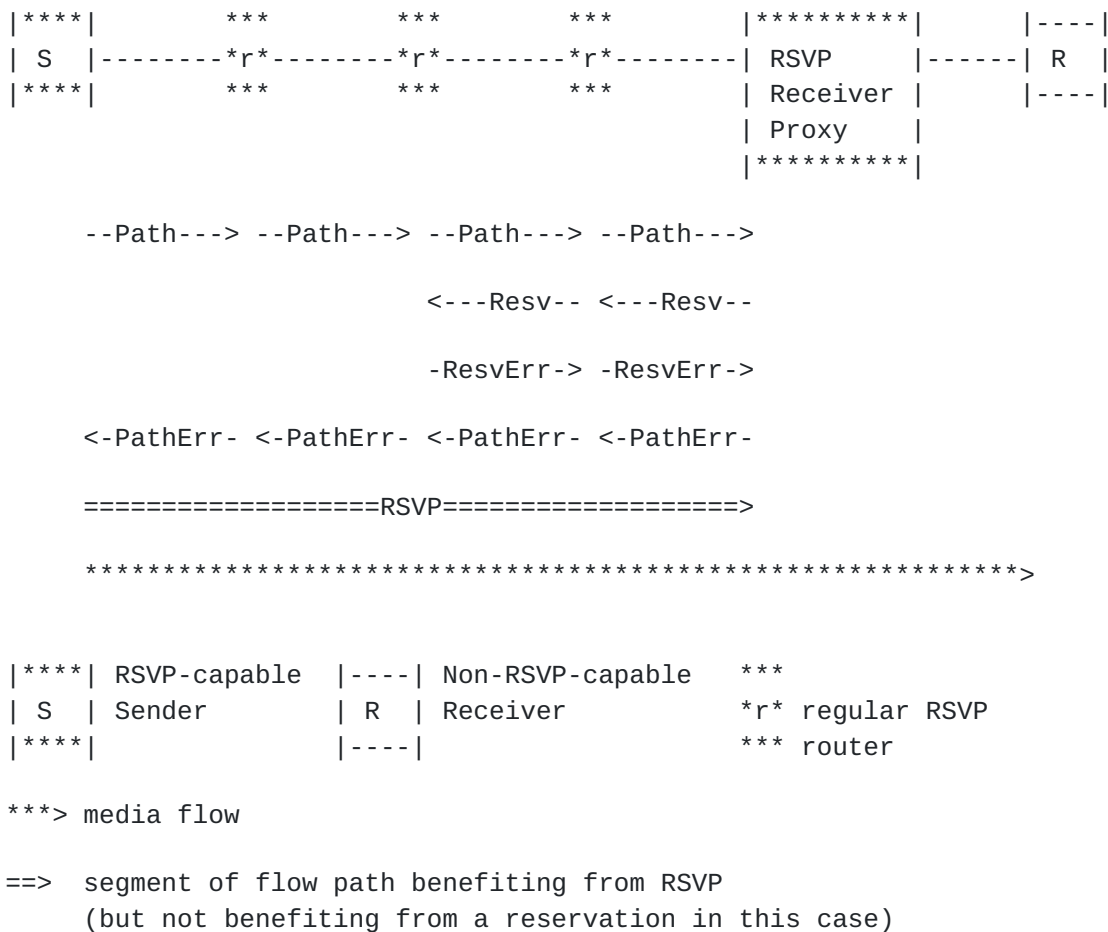 |****|        ***        ***        ***        |**********|      |----|
| S  |--------*r*--------*r*--------*r*--------| RSVP     |------| R  |
|****|        ***        ***        ***        | Receiver |      |----|
                                               | Proxy    |
                                               |**********|
     --Path---> --Path---> --Path---> --Path--->
                           <---Resv-- <---Resv--
                           -ResvErr-> -ResvErr->
     <-PathErr- <-PathErr- <-PathErr- <-PathErr-
     ===================RSVP===================>
     ************************************************************>
|****| RSVP-capable  |----| Non-RSVP-capable   ***
| S  | Sender        | R  | Receiver           *r* regular RSVP
|****|               |----|                    *** router
***> media flow
==>  segment of flow path benefiting from RSVP
     (but not benefiting from a reservation in this case)